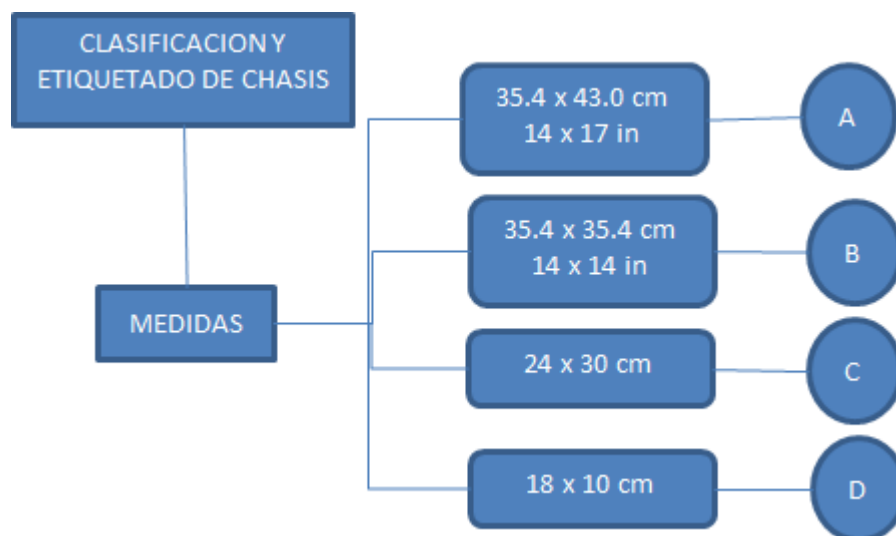 CLASIFICACION Y
ETIQUETADO DE CHASIS
MEDIDAS
35.4 x 43.0 cm
14 x 17 in
A
35.4 x 35.4 cm
14 x 14 in
B
24 x 30 cm
C
18 x 10 cm
D